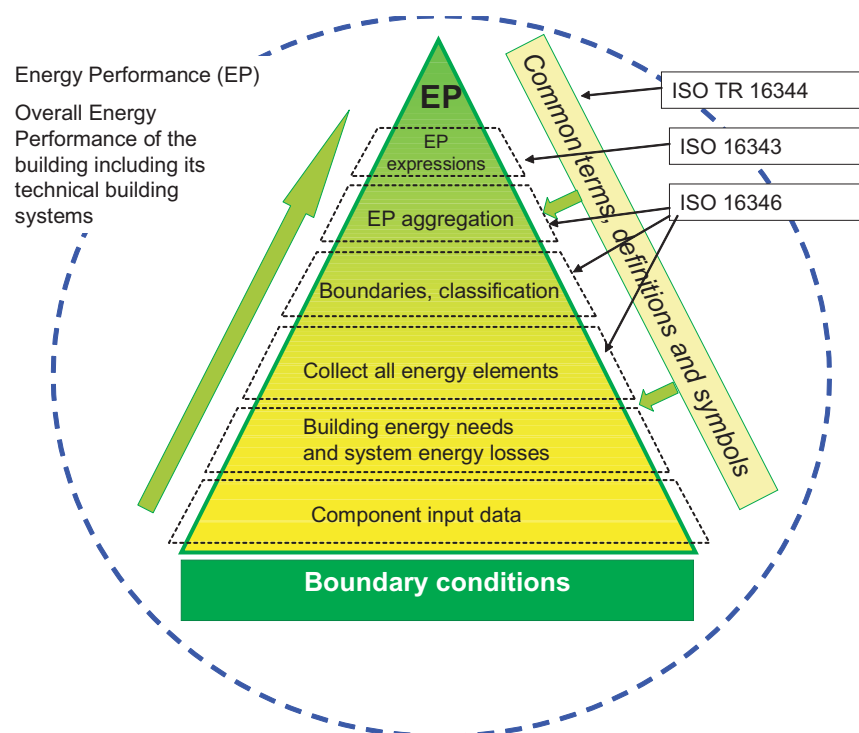 Energy Performance (EP)
Overall Energy
Performance of the
building including its
technical building
systems
EP
EP
expressions
EP aggregation
Boundaries, classification
Collect all energy elements
Building energy needs
and system energy losses
Component input data
Boundary conditions
Common terms, definitions and symbols
ISO TR 16344
ISO 16343
ISO 16346